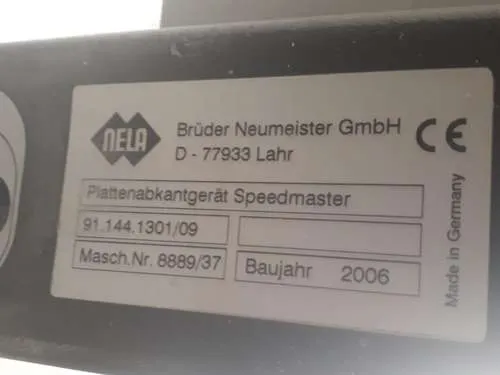 NELA
Brüder Neumeister GmbH
D - 77933 Lahr
CE
Plattenabkantgerät Speedmaster
91.144.1301/09
Masch.Nr. 8889/37
Baujahr 2006
Made in Germany